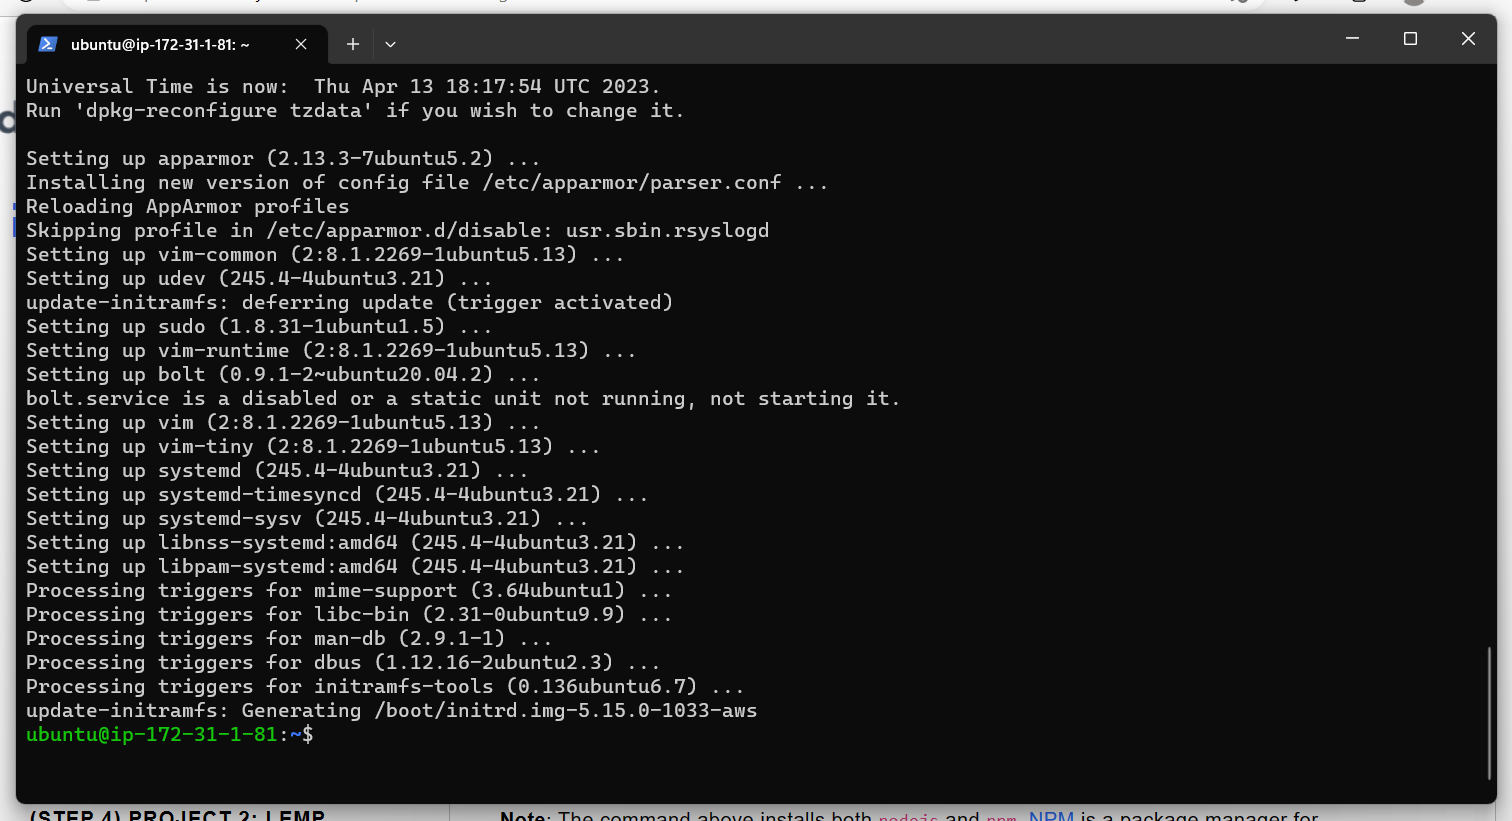 ubuntu@ip-172-31-1-81: ~
Universal Time is now:  Thu Apr 13 18:17:54 UTC 2023.
Run 'dpkg-reconfigure tzdata' if you wish to change it.
Setting up apparmor (2.13.3-7ubuntu5.2) ...
Installing new version of config file /etc/apparmor/parser.conf ...
Reloading AppArmor profiles
Skipping profile in /etc/apparmor.d/disable: usr.sbin.rsyslogd
Setting up vim-common (2:8.1.2269-1ubuntu5.13) ...
Setting up udev (245.4-4ubuntu3.21) ...
update-initramfs: deferring update (trigger activated)
Setting up sudo (1.8.31-1ubuntu1.5) ...
Setting up vim-runtime (2:8.1.2269-1ubuntu5.13) ...
Setting up bolt (0.9.1-2~ubuntu20.04.2) ...
bolt.service is a disabled or a static unit not running, not starting it.
Setting up vim (2:8.1.2269-1ubuntu5.13) ...
Setting up vim-tiny (2:8.1.2269-1ubuntu5.13) ...
Setting up systemd (245.4-4ubuntu3.21) ...
Setting up systemd-timesyncd (245.4-4ubuntu3.21) ...
Setting up systemd-sysv (245.4-4ubuntu3.21) ...
Setting up libnss-systemd:amd64 (245.4-4ubuntu3.21) ...
Setting up libpam-systemd:amd64 (245.4-4ubuntu3.21) ...
Processing triggers for mime-support (3.64ubuntu1) ...
Processing triggers for libc-bin (2.31-0ubuntu9.9) ...
Processing triggers for man-db (2.9.1-1) ...
Processing triggers for dbus (1.12.16-2ubuntu2.3) ...
Processing triggers for initramfs-tools (0.136ubuntu6.7) ...
update-initramfs: Generating /boot/initrd.img-5.15.0-1033-aws
ubuntu@ip-172-31-1-81:~$
(STEP 4) PROJECT 2: LEMP
Note: The command above installs both nodejs and npm. NPM is a package manager for